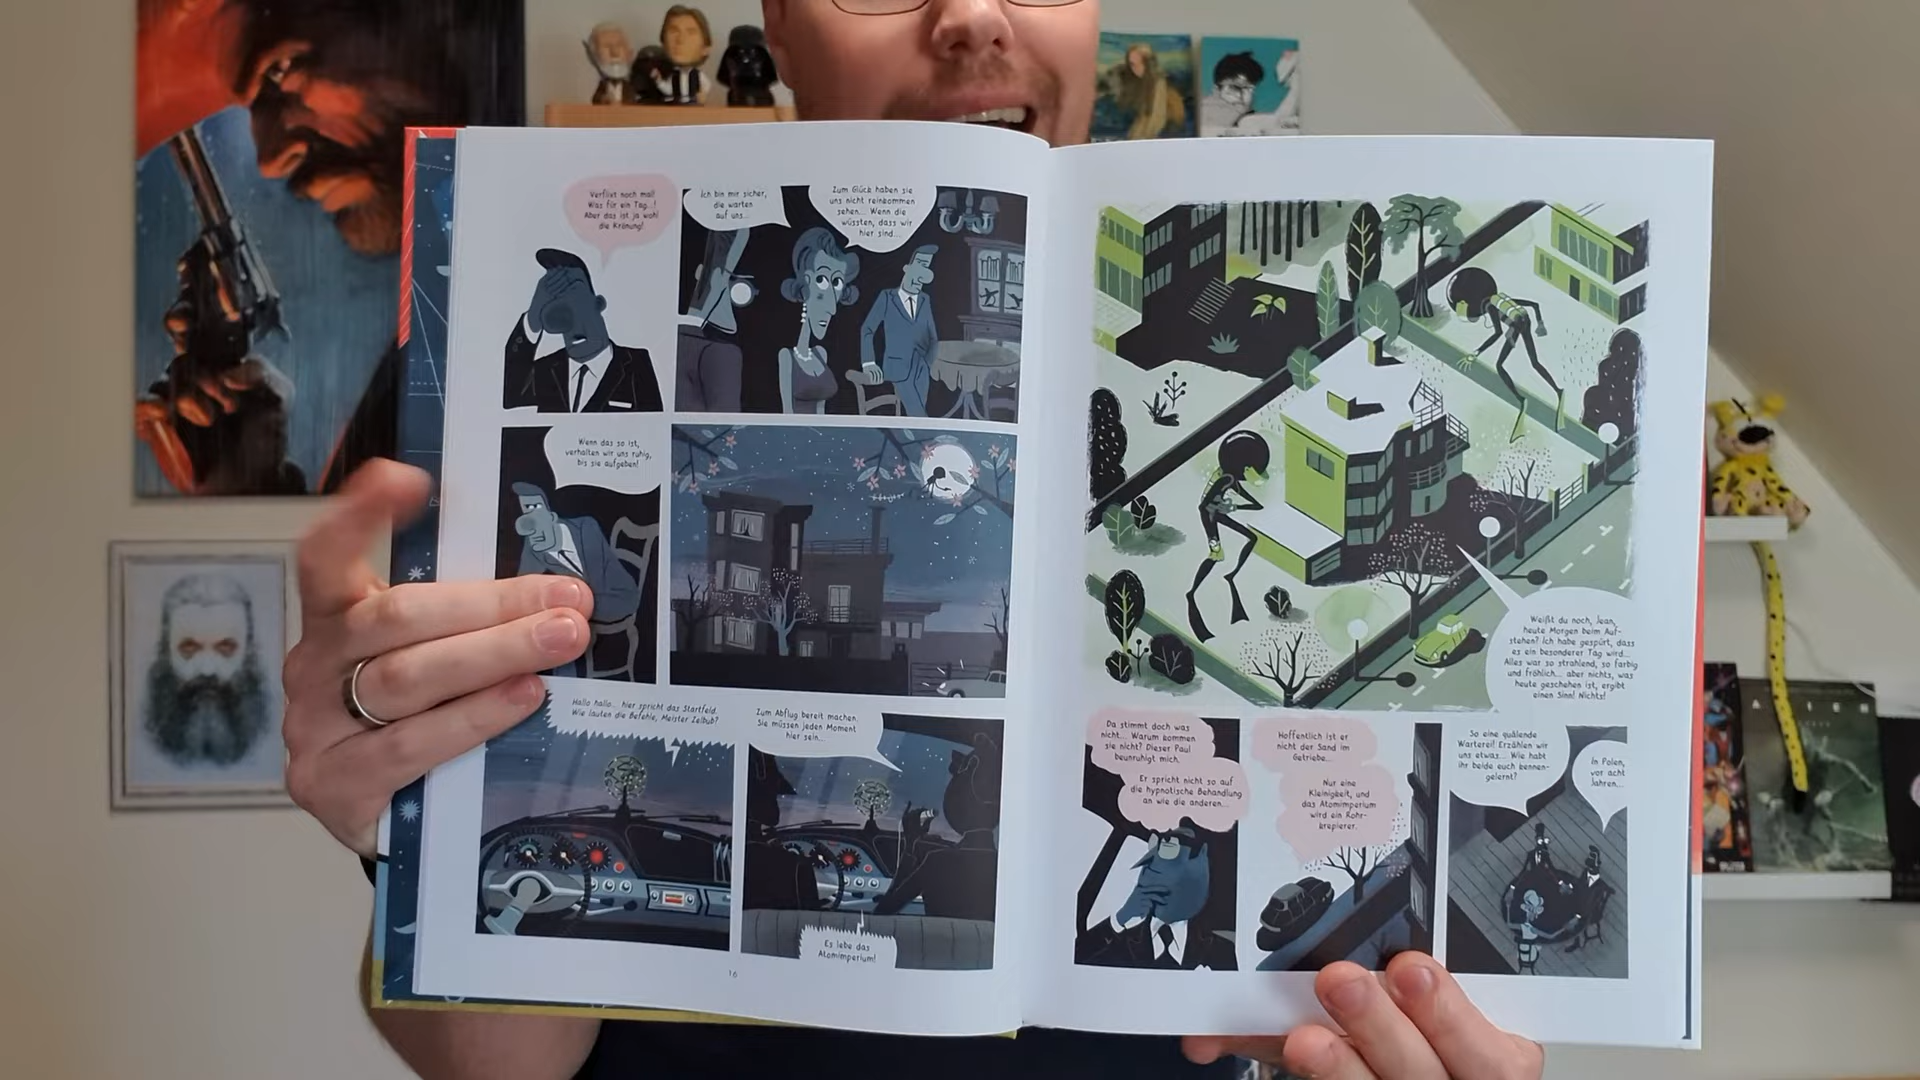 Verflixt noch mal!
Was für ein Tag...!
Aber das ist ja wohl
die Krönung!
Ich bin mir sicher,
die warten
auf uns...
Zum Glück haben sie
uns nicht reinkommen
sehen... Wenn die
wüssten, dass wir
hier sind...
Wenn das so ist,
verhalten wir uns ruhig,
bis sie aufgeben!
Hallo hallo... hier spricht das Startfeld.
Wie lauten die Befehle, Meister Zelbub?
Zum Abflug bereit machen.
Sie müssen jeden Moment
hier sein...
Es lebe das
Atomimperium!
16
Weißt du noch, Jean,
heute Morgen beim Auf-
stehen? Ich habe gespürt, dass
es ein besonderer Tag wird...
Alles war so strahlend, so farbig
und fröhlich... aber nichts, was
heute geschehen ist, ergibt
einen Sinn! Nichts!
Da stimmt doch was
nicht... Warum kommen
sie nicht? Dieser Paul
beunruhigt mich.
Er spricht nicht so auf
die hypnotische Behandlung
an wie die anderen...
Hoffentlich ist er
nicht der Sand im
Getriebe...
Nur eine
Kleinigkeit, und
das Atomimperium
wird ein Rohr-
krepierer.
So eine quälende
Warterei! Erzählen wir
uns etwas... Wie habt
ihr beide euch kennen-
gelernt?
In Polen,
vor acht
Jahren...
ALIEN